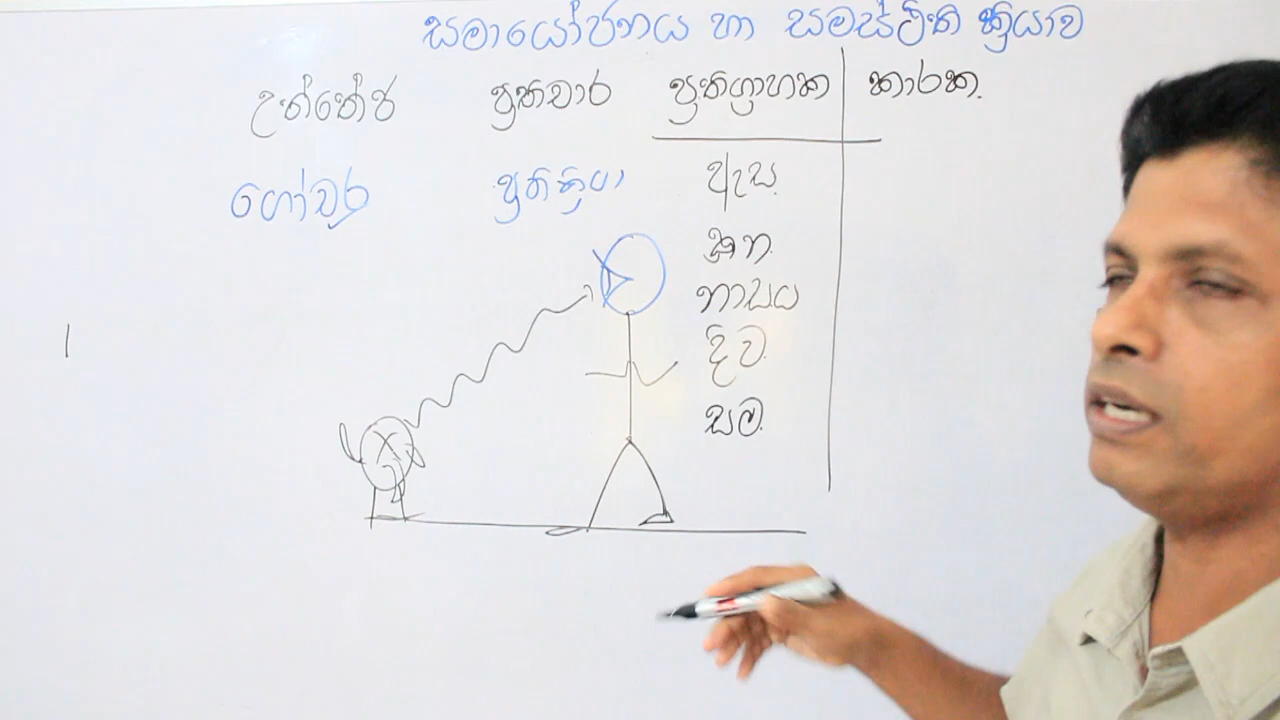 සමායෝජනය හා සමස්ථිති ක්‍රියාව
උත්තේජ ප්‍රතිචාර ප්‍රතිග්‍රාහක කාරක.
ගෝචර ප්‍රතික්‍රියා ඇස
කන
නාසය
දිව
සම